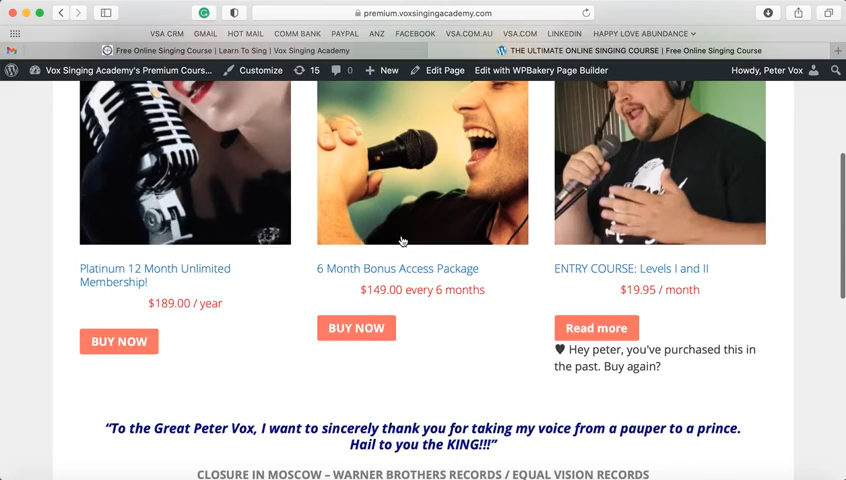 premium.voxsingingacademy.com
VSA CRM GMAIL HOT MAIL COMM BANK PAYPAL ANZ FACEBOOK VSA.COM.AU VSA.COM LINKEDIN HAPPY LOVE ABUNDANCE
Free Online Singing Course | Learn To Sing | Vox Singing Academy THE ULTIMATE ONLINE SINGING COURSE | Free Online Singing Course
Vox Singing Academy's Premium Cours... Customize 15 0 New Edit Page Edit with WPBakery Page Builder Howdy, Peter Vox
Platinum 12 Month Unlimited
Membership!
$189.00 / year
BUY NOW
6 Month Bonus Access Package
$149.00 every 6 months
BUY NOW
ENTRY COURSE: Levels I and II
$19.95 / month
Read more
Hey peter, you've purchased this in
the past. Buy again?
“To the Great Peter Vox, I want to sincerely thank you for taking my voice from a pauper to a prince.
Hail to you the KING!!!”
CLOSURE IN MOSCOW – WARNER BROTHERS RECORDS / EQUAL VISION RECORDS